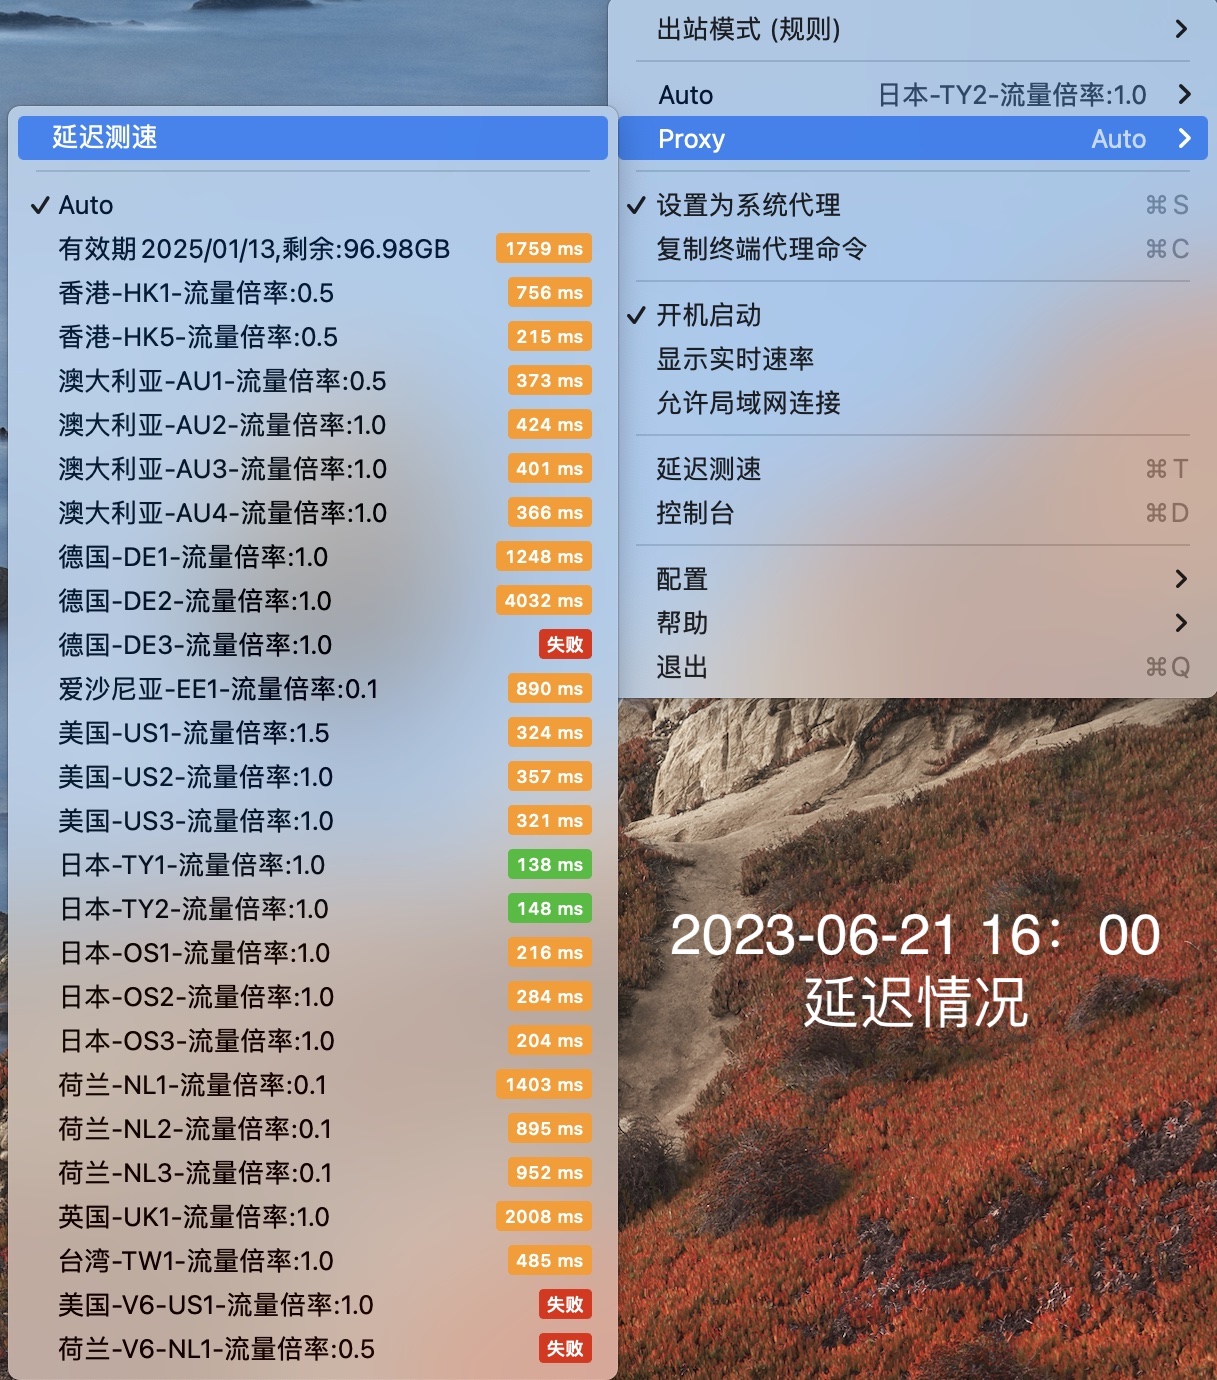 出站模式 (规则)
Auto 日本-TY2-流量倍率:1.0
Proxy Auto
设置为系统代理 ⌘S
复制终端代理命令 ⌘C
开机启动
显示实时速率
允许局域网连接
延迟测速 ⌘T
控制台 ⌘D
配置
帮助
退出 ⌘Q
延迟测速
Auto
有效期2025/01/13,剩余:96.98GB 1759 ms
香港-HK1-流量倍率:0.5 756 ms
香港-HK5-流量倍率:0.5 215 ms
澳大利亚-AU1-流量倍率:0.5 373 ms
澳大利亚-AU2-流量倍率:1.0 424 ms
澳大利亚-AU3-流量倍率:1.0 401 ms
澳大利亚-AU4-流量倍率:1.0 366 ms
德国-DE1-流量倍率:1.0 1248 ms
德国-DE2-流量倍率:1.0 4032 ms
德国-DE3-流量倍率:1.0 失败
爱沙尼亚-EE1-流量倍率:0.1 890 ms
美国-US1-流量倍率:1.5 324 ms
美国-US2-流量倍率:1.0 357 ms
美国-US3-流量倍率:1.0 321 ms
日本-TY1-流量倍率:1.0 138 ms
日本-TY2-流量倍率:1.0 148 ms
日本-OS1-流量倍率:1.0 216 ms
日本-OS2-流量倍率:1.0 284 ms
日本-OS3-流量倍率:1.0 204 ms
荷兰-NL1-流量倍率:0.1 1403 ms
荷兰-NL2-流量倍率:0.1 895 ms
荷兰-NL3-流量倍率:0.1 952 ms
英国-UK1-流量倍率:1.0 2008 ms
台湾-TW1-流量倍率:1.0 485 ms
美国-V6-US1-流量倍率:1.0 失败
荷兰-V6-NL1-流量倍率:0.5 失败
2023-06-21 16：00
延迟情况